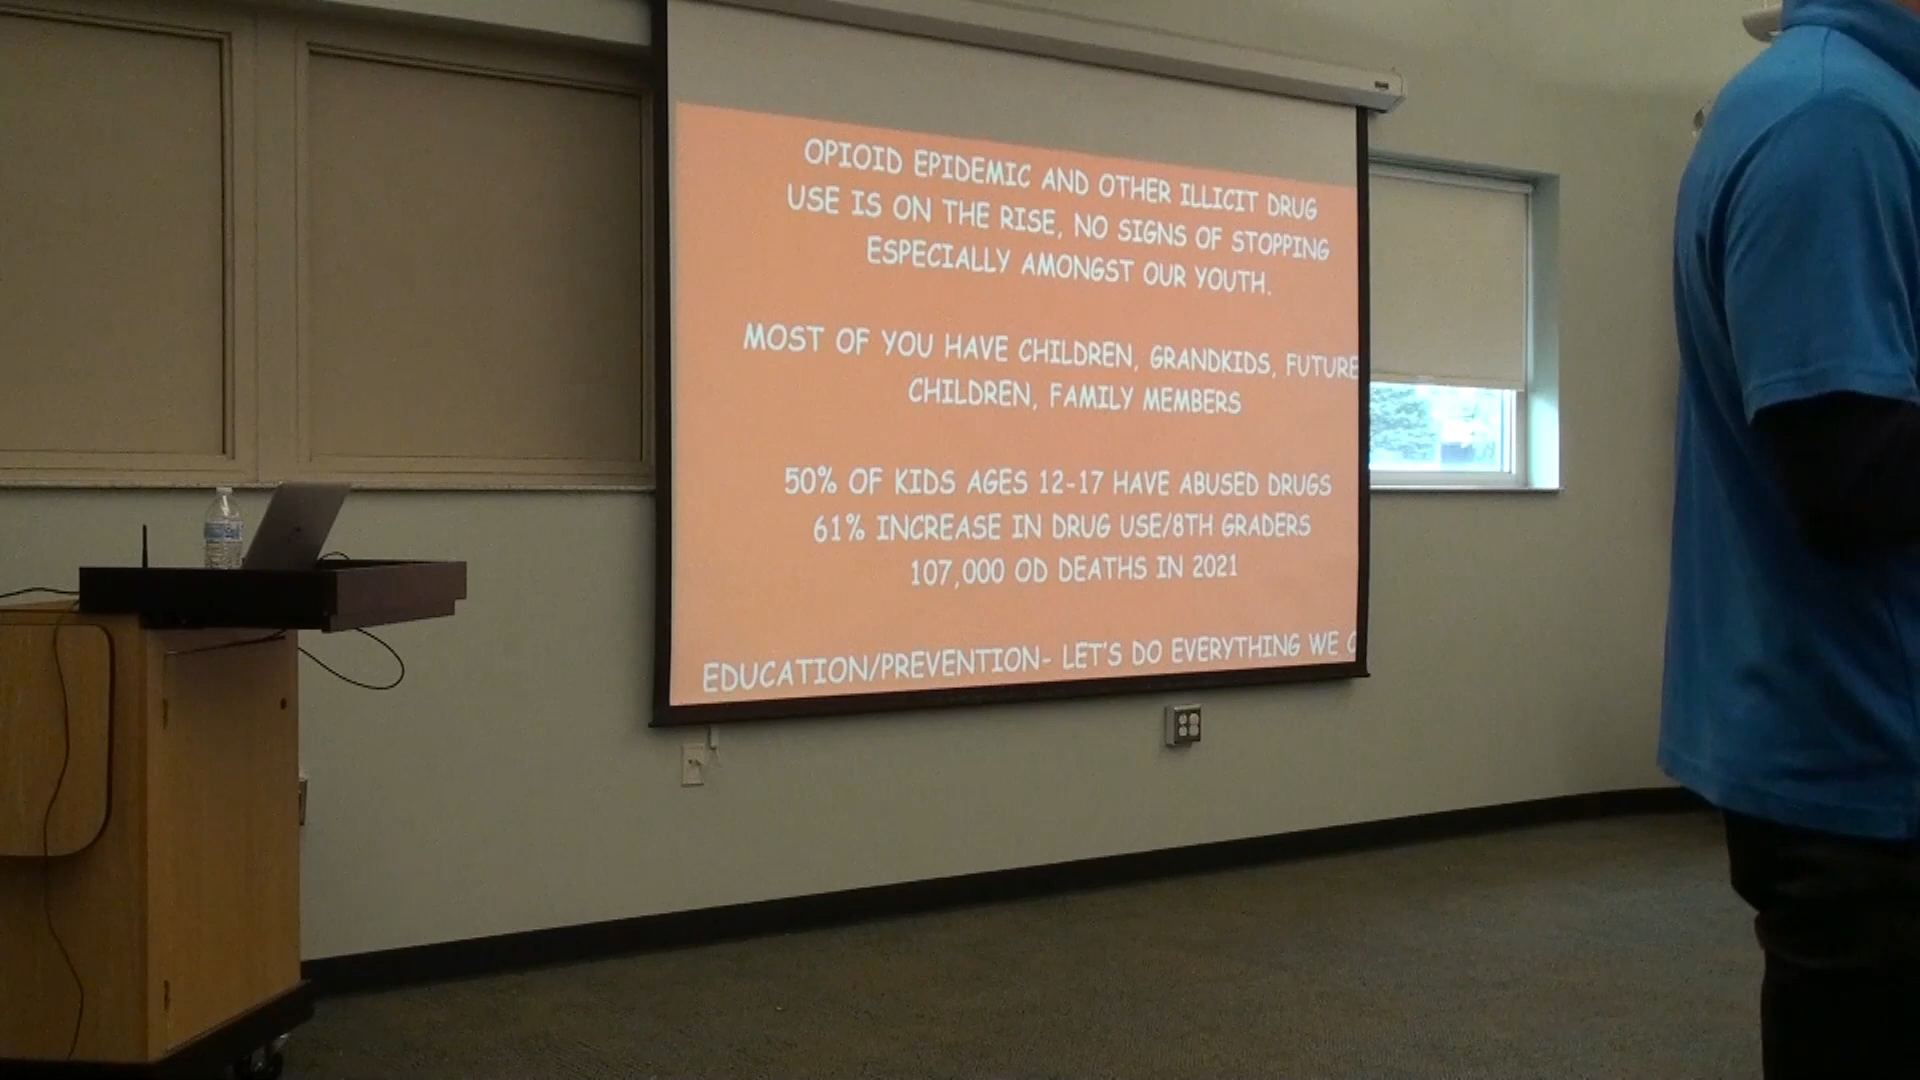 OPIOID EPIDEMIC AND OTHER ILLICIT DRUG
USE IS ON THE RISE, NO SIGNS OF STOPPING
ESPECIALLY AMONGST OUR YOUTH.
MOST OF YOU HAVE CHILDREN, GRANDKIDS, FUTURE
CHILDREN, FAMILY MEMBERS
50% OF KIDS AGES 12-17 HAVE ABUSED DRUGS
61% INCREASE IN DRUG USE/8TH GRADERS
107,000 OD DEATHS IN 2021
EDUCATION/PREVENTION- LET'S DO EVERYTHING WE